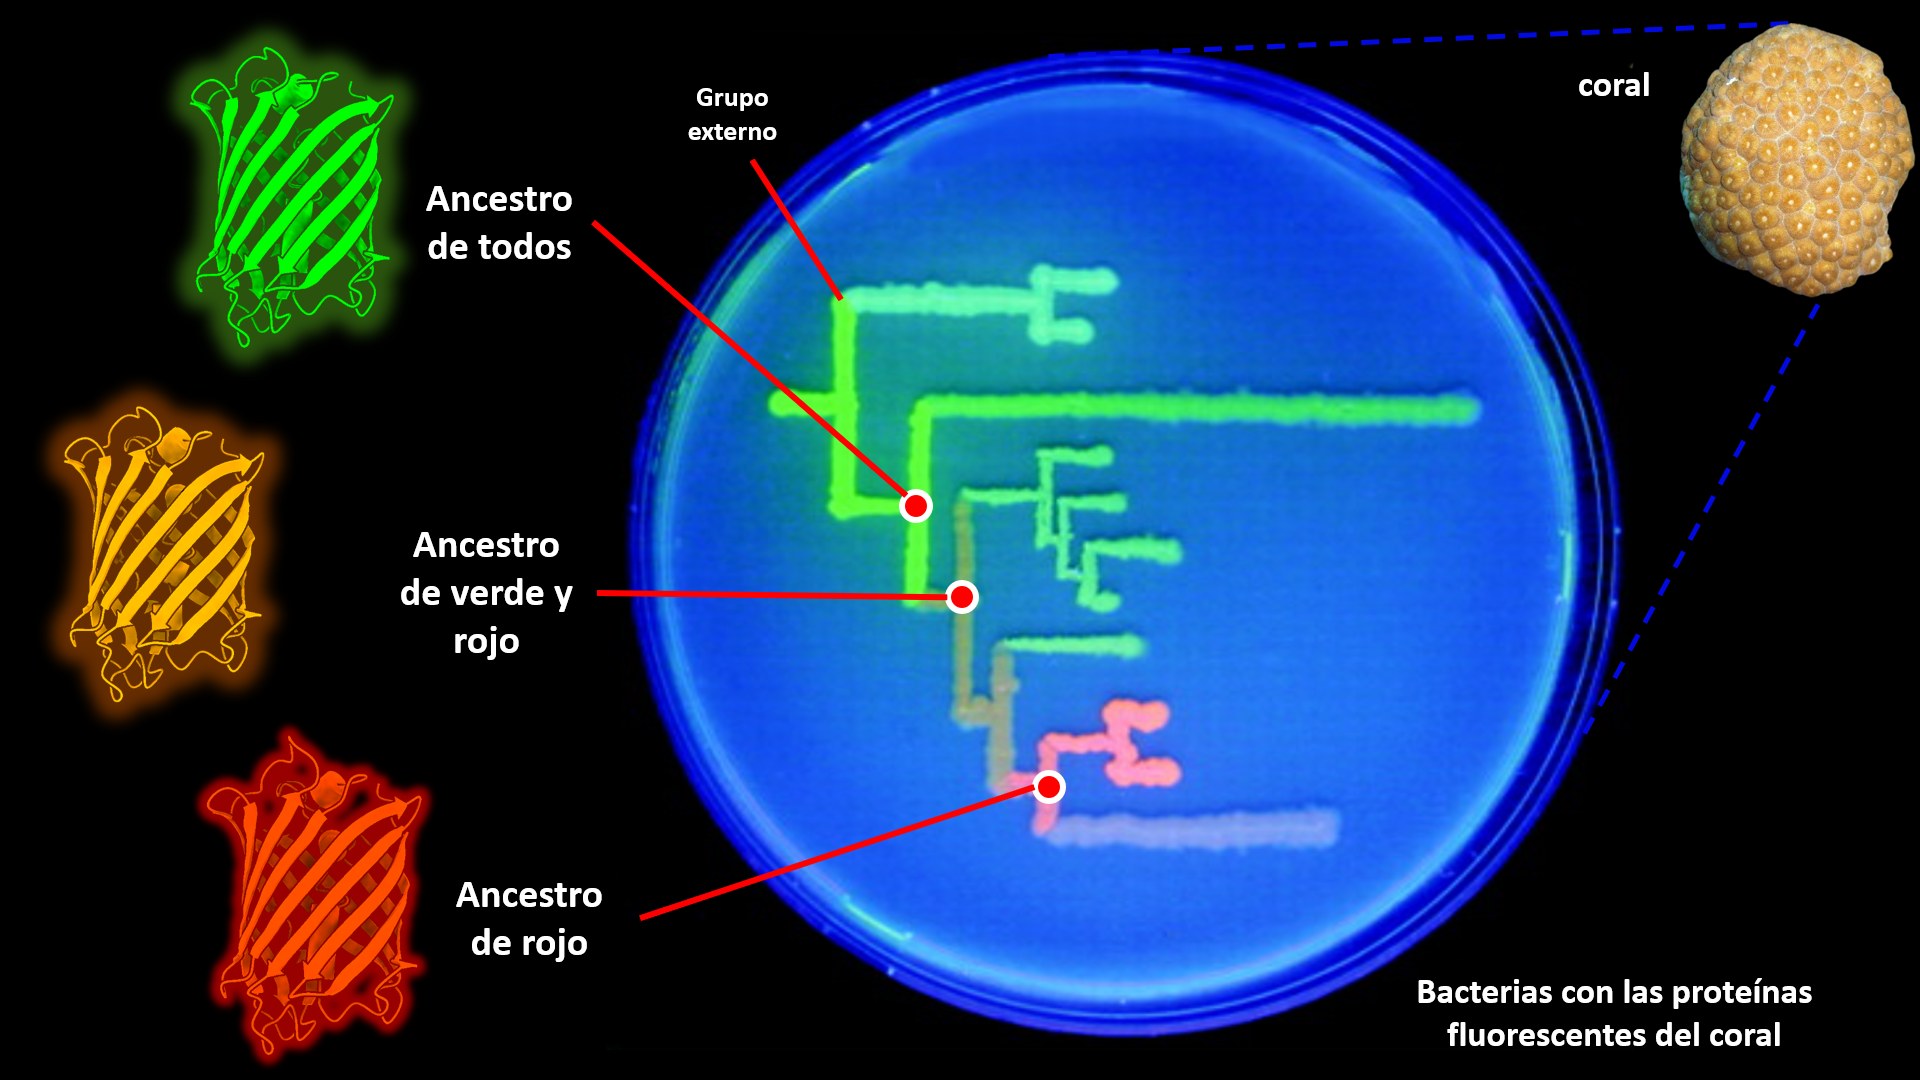 Grupo
externo
coral
Ancestro
de todos
Ancestro
de verde y
rojo
Ancestro
de rojo
Bacterias con las proteínas
fluorescentes del coral